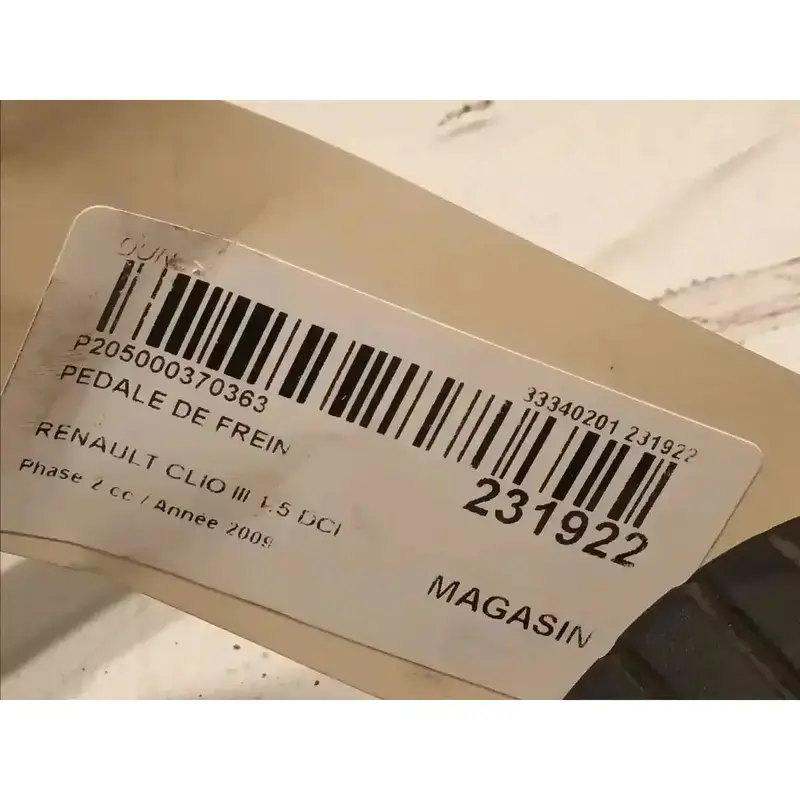 33340201 231922
P205000370363
PEDALE DE FREIN
231922
RENAULT CLIO III 1.5 DCI
Phase 2 cc / Année 2009
MAGASIN